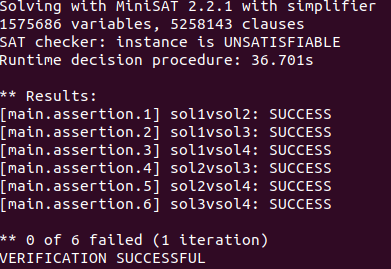 Solving with MiniSAT 2.2.1 with simplifier
1575686 variables, 5258143 clauses
SAT checker: instance is UNSATISFIABLE
Runtime decision procedure: 36.701s
** Results:
[main.assertion.1] sol1vsol2: SUCCESS
[main.assertion.2] sol1vsol3: SUCCESS
[main.assertion.3] sol1vsol4: SUCCESS
[main.assertion.4] sol2vsol3: SUCCESS
[main.assertion.5] sol2vsol4: SUCCESS
[main.assertion.6] sol3vsol4: SUCCESS
** 0 of 6 failed (1 iteration)
VERIFICATION SUCCESSFUL